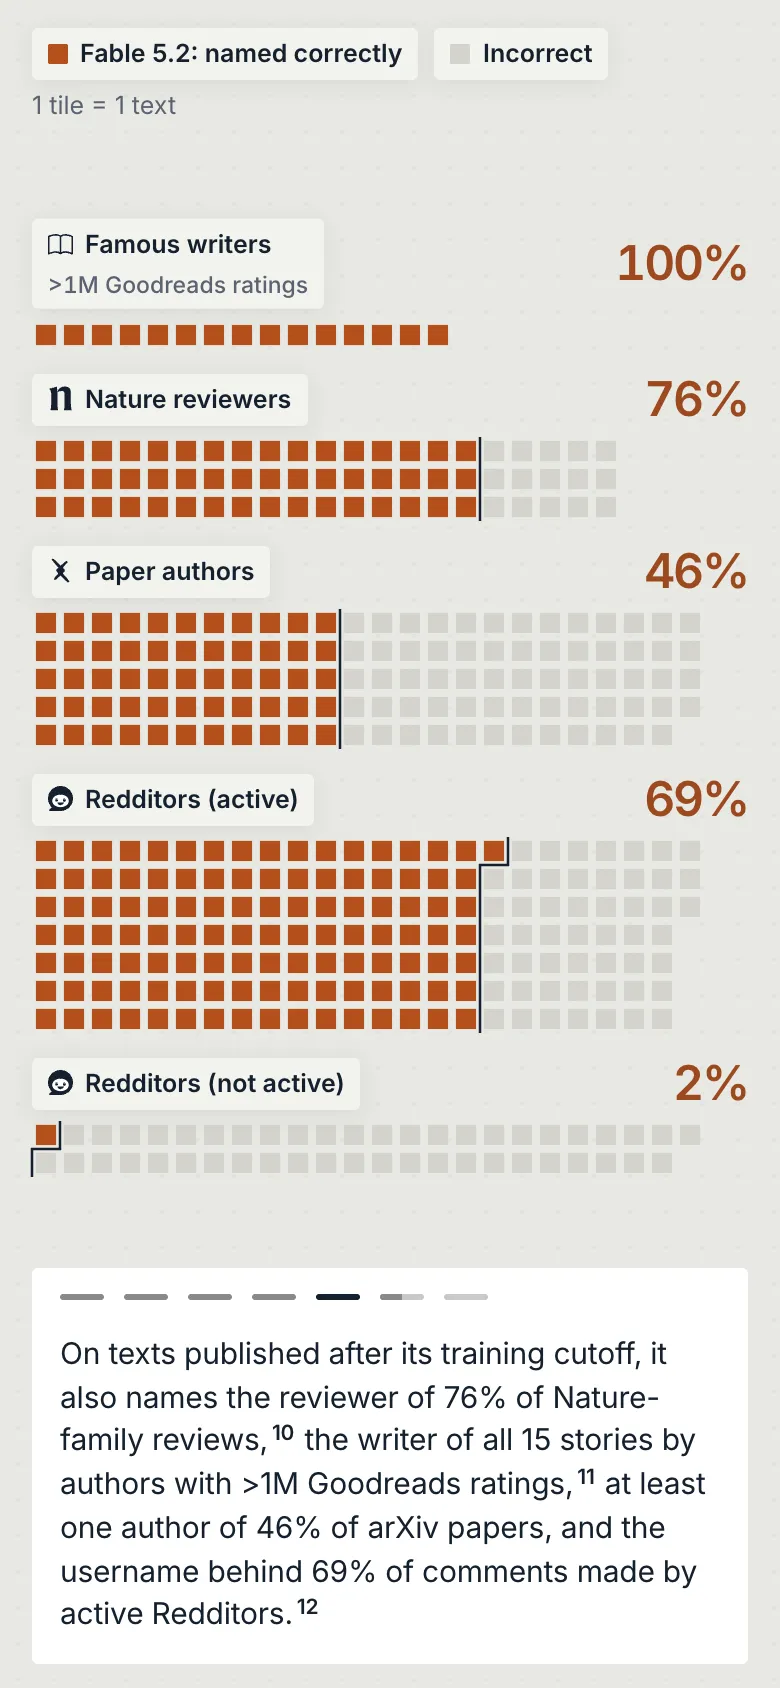 Fable 5.2: named correctly
Incorrect
1 tile = 1 text
Famous writers
100%
>1M Goodreads ratings
n Nature reviewers
76%
Paper authors
46%
Redditors (active)
69%
Redditors (not active)
2%
On texts published after its training cutoff, it
also names the reviewer of 76% of Nature-
family reviews,10 the writer of all 15 stories by
authors with >1M Goodreads ratings,11 at least
one author of 46% of arXiv papers, and the
username behind 69% of comments made by
active Redditors.12